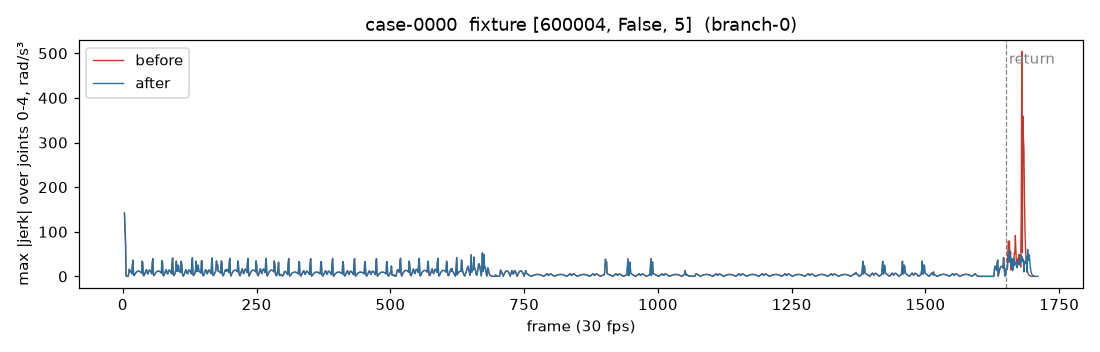 case-0000  fixture [600004, False, 5]  (branch-0)
max |jerk| over joints 0-4, rad/s³
500
400
300
200
100
0
before
after
return
0
250
500
750
1000
1250
1500
1750
frame (30 fps)